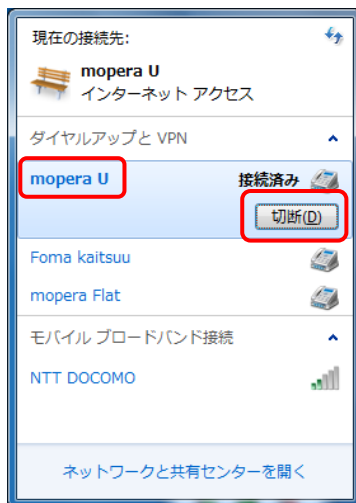 現在の接続先:
mopera U
インターネット アクセス
ダイヤルアップと VPN
mopera U 接続済み
切断(D)
Foma kaitsuu
mopera Flat
モバイル ブロードバンド接続
NTT DOCOMO
ネットワークと共有センターを開く